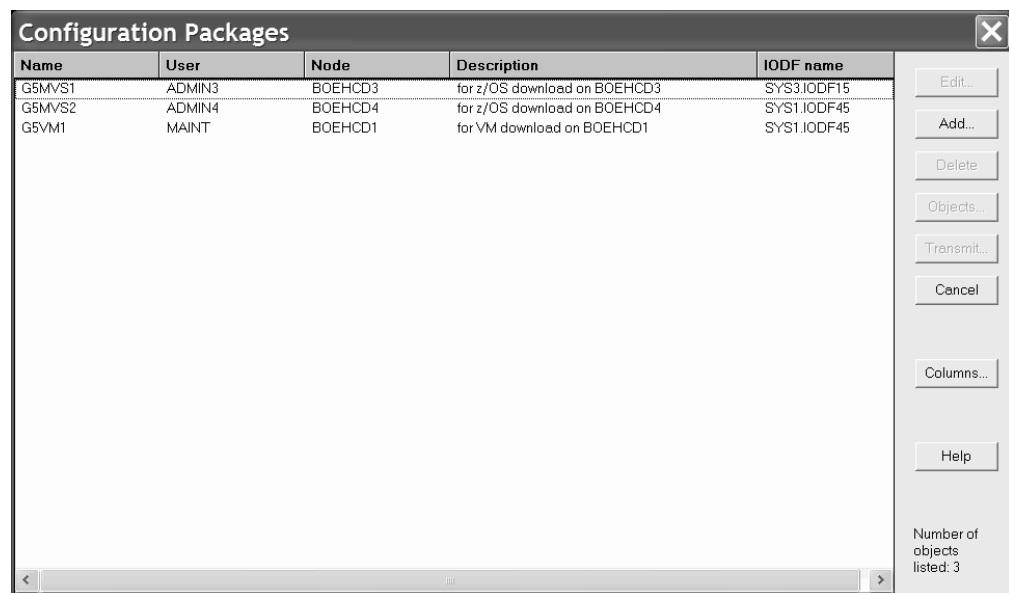 Configuration Packages
Name User Node Description IODF name
G5MVS1 ADMIN3 BOEHCD3 for z/OS download on BOEHCD3 SYS3.IODF15
G5MVS2 ADMIN4 BOEHCD4 for z/OS download on BOEHCD4 SYS1.IODF45
G5VM1 MAINT BOEHCD1 for VM download on BOEHCD1 SYS1.IODF45
Edit...
Add...
Delete
Objects...
Transmit...
Cancel
Columns...
Help
Number of
objects
listed: 3